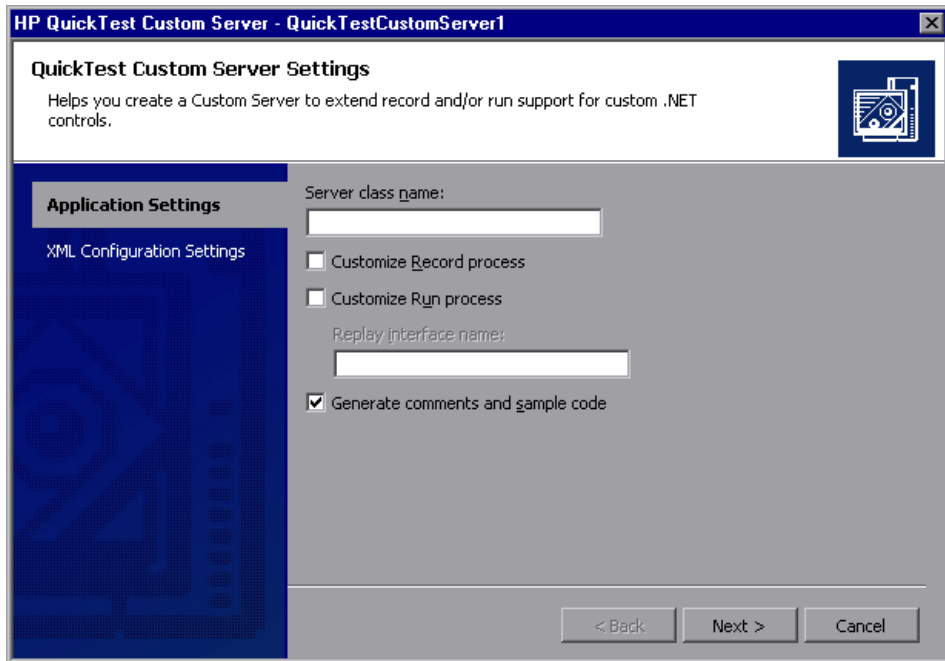 HP QuickTest Custom Server - QuickTestCustomServer1
QuickTest Custom Server Settings
Helps you create a Custom Server to extend record and/or run support for custom .NET
controls.
Application Settings
XML Configuration Settings
Server class name:
Customize Record process
Customize Run process
Replay interface name:
Generate comments and sample code
< Back
Next >
Cancel